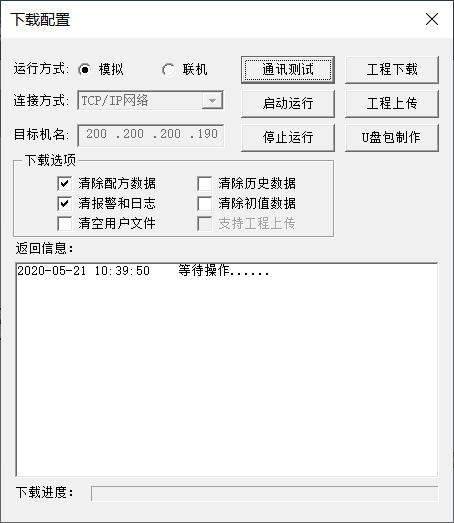 下载配置
运行方式: 模拟 联机 通讯测试 工程下载
连接方式: TCP/IP网络 启动运行 工程上传
目标机名: 200 .200 .200 .190 停止运行 U盘包制作
下载选项
清除配方数据 清除历史数据
清报警和日志 清除初值数据
清空用户文件 支持工程上传
返回信息:
2020-05-21 10:39:50 等待操作......
下载进度: